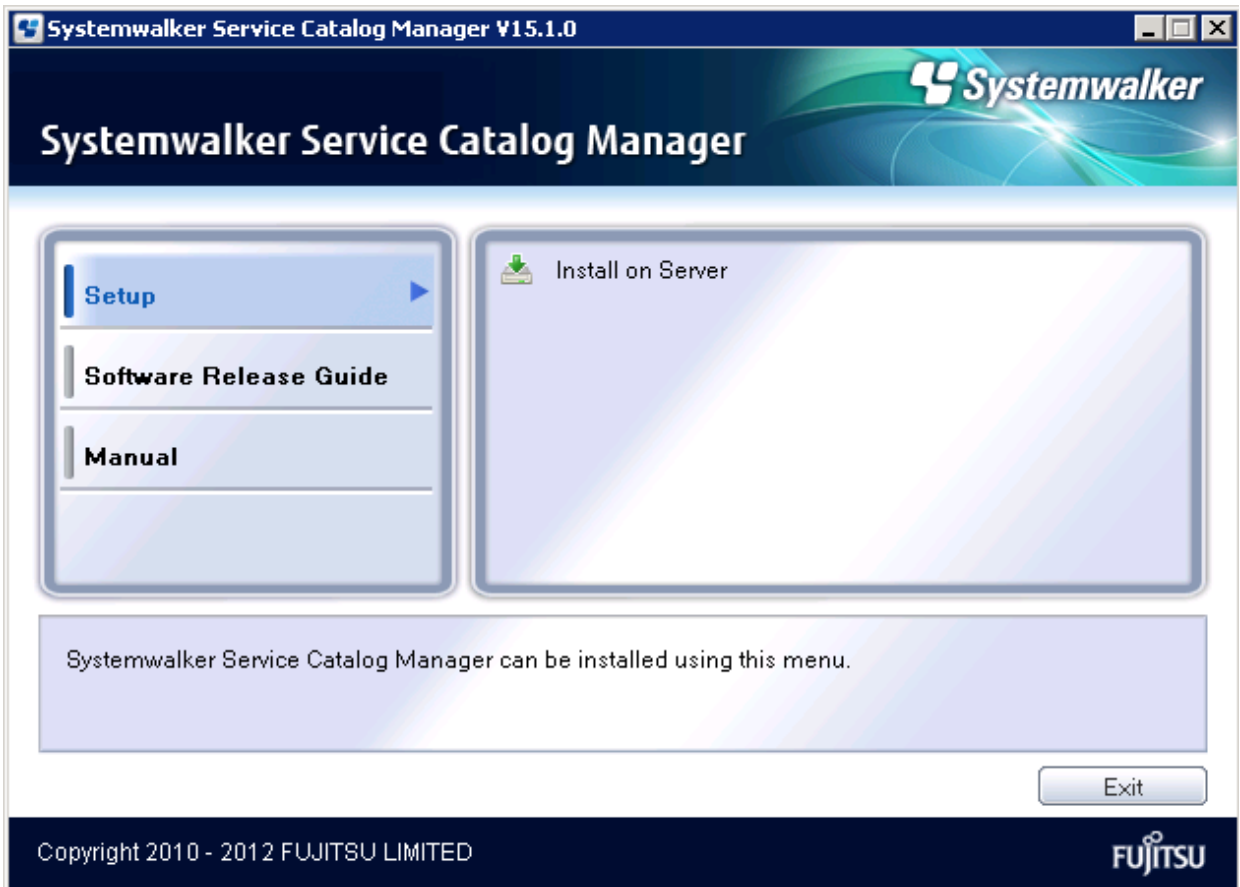 Systemwalker Service Catalog Manager V15.1.0
Systemwalker
Systemwalker Service Catalog Manager
Setup
Install on Server
Software Release Guide
Manual
Systemwalker Service Catalog Manager can be installed using this menu.
Exit
Copyright 2010 - 2012 FUJITSU LIMITED
FUJITSU